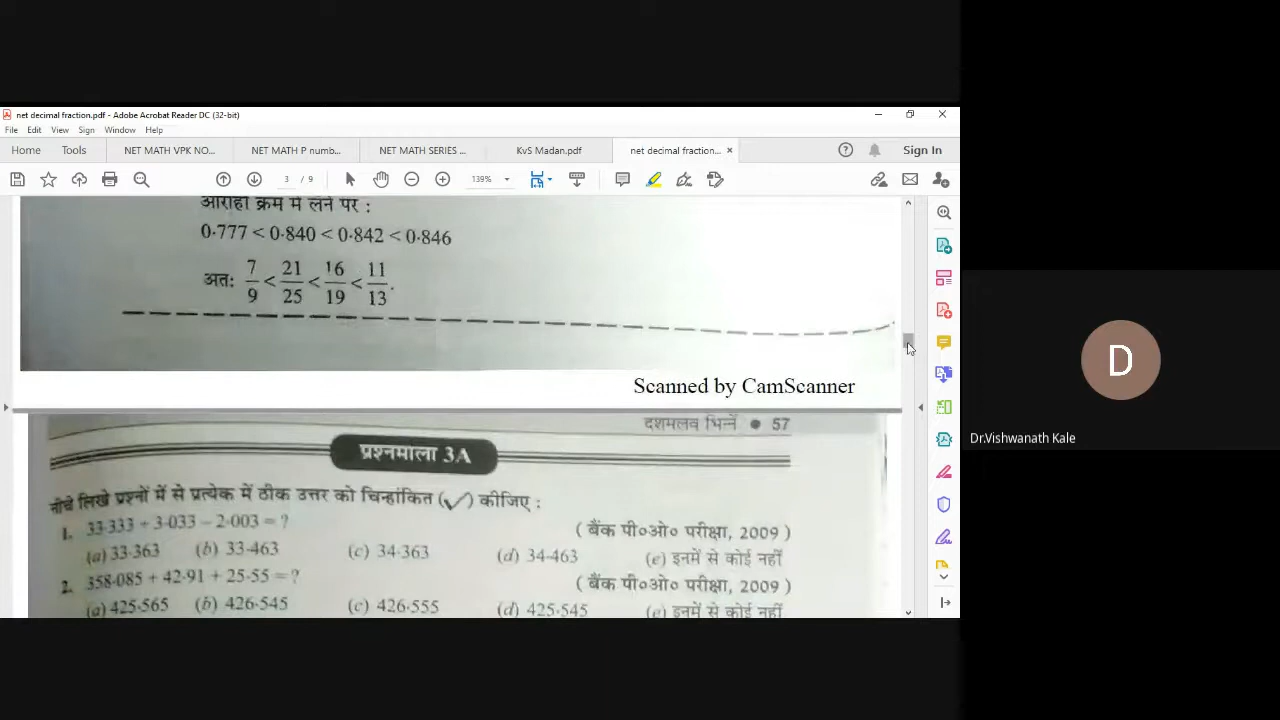 net decimal fraction.pdf - Adobe Acrobat Reader DC (32-bit)
File Edit View Sign Window Help
Home Tools NET MATH VPK NO... NET MATH P numb... NET MATH SERIES ... KvS Madan.pdf net decimal fraction... × Sign In
3 / 9 139%
आरोही क्रम में लेने पर :
0·777 < 0·840 < 0·842 < 0·846
अत: 7/9 < 21/25 < 16/19 < 11/13.
Scanned by CamScanner
दशमलव भिन्नें ● 57
प्रश्नमाला 3A
नीचे लिखे प्रश्नों में से प्रत्येक में ठीक उत्तर को चिन्हांकित (✓) कीजिए :
1. 33·333 + 3·033 − 2·003 = ? ( बैंक पी०ओ० परीक्षा, 2009 )
(a) 33·363 (b) 33·463 (c) 34·363 (d) 34·463 (e) इनमें से कोई नहीं
2. 358·085 + 42·91 + 25·55 = ? ( बैंक पी०ओ० परीक्षा, 2009 )
(a) 425·565 (b) 426·545 (c) 426·555 (d) 425·545 (e) इनमें से कोई नहीं
D
Dr.Vishwanath Kale